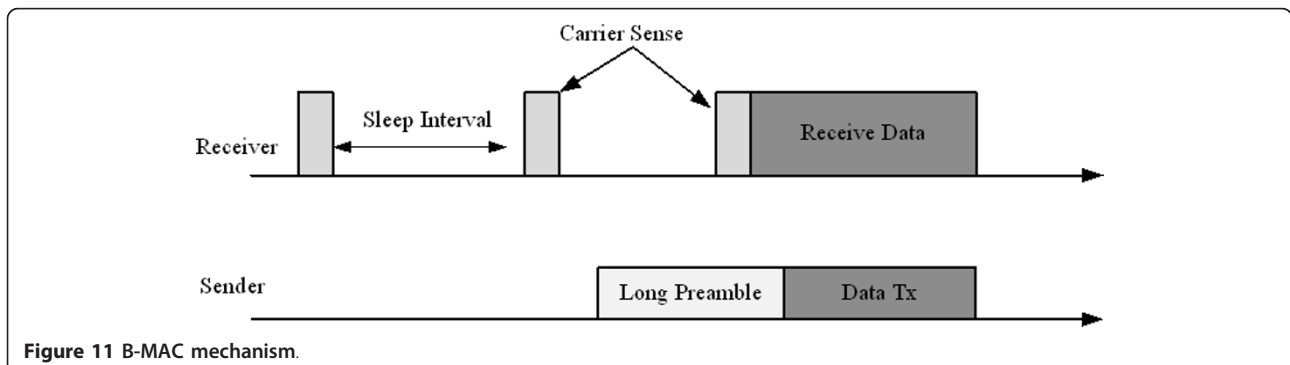 Carrier Sense
Sleep Interval
Receiver
Receive Data
Sender
Long Preamble
Data Tx
Figure 11 B-MAC mechanism.